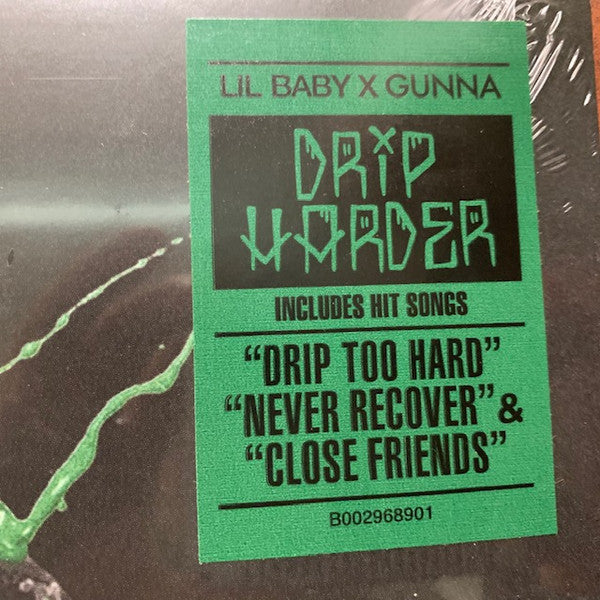 LIL BABY X GUNNA
DRiP
HARDER
INCLUDES HIT SONGS
“DRIP TOO HARD”
“NEVER RECOVER” &
“CLOSE FRIENDS”
B002968901